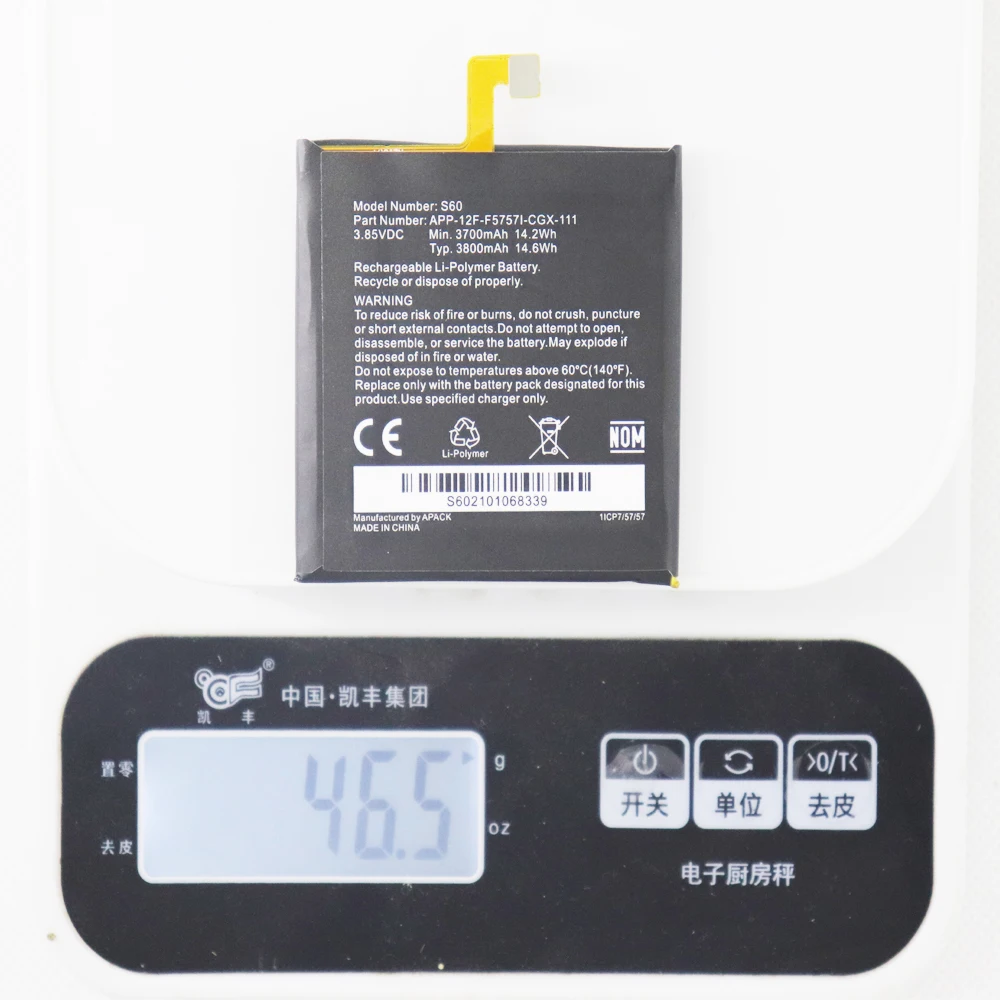 Model Number: S60
Part Number: APP-12F-F5757I-CGX-111
3.85VDC Min. 3700mAh 14.2Wh
Typ. 3800mAh 14.6Wh
Rechargeable Li-Polymer Battery.
Recycle or dispose of properly.
WARNING
To reduce risk of fire or burns, do not crush, puncture
or short external contacts.Do not attempt to open,
disassemble, or service the battery.May explode if
disposed of in fire or water.
Do not expose to temperatures above 60°C(140°F).
Replace only with the battery pack designated for this
product.Use specified charger only.
CE
Li-Polymer
NOM
S602101068339
Manufactured by APACK
MADE IN CHINA
1ICP7/57/57
®
凯 丰
中国·凯丰集团
置零
去皮
46.5
g
oz
>0/T<
开关
单位
去皮
电子厨房秤